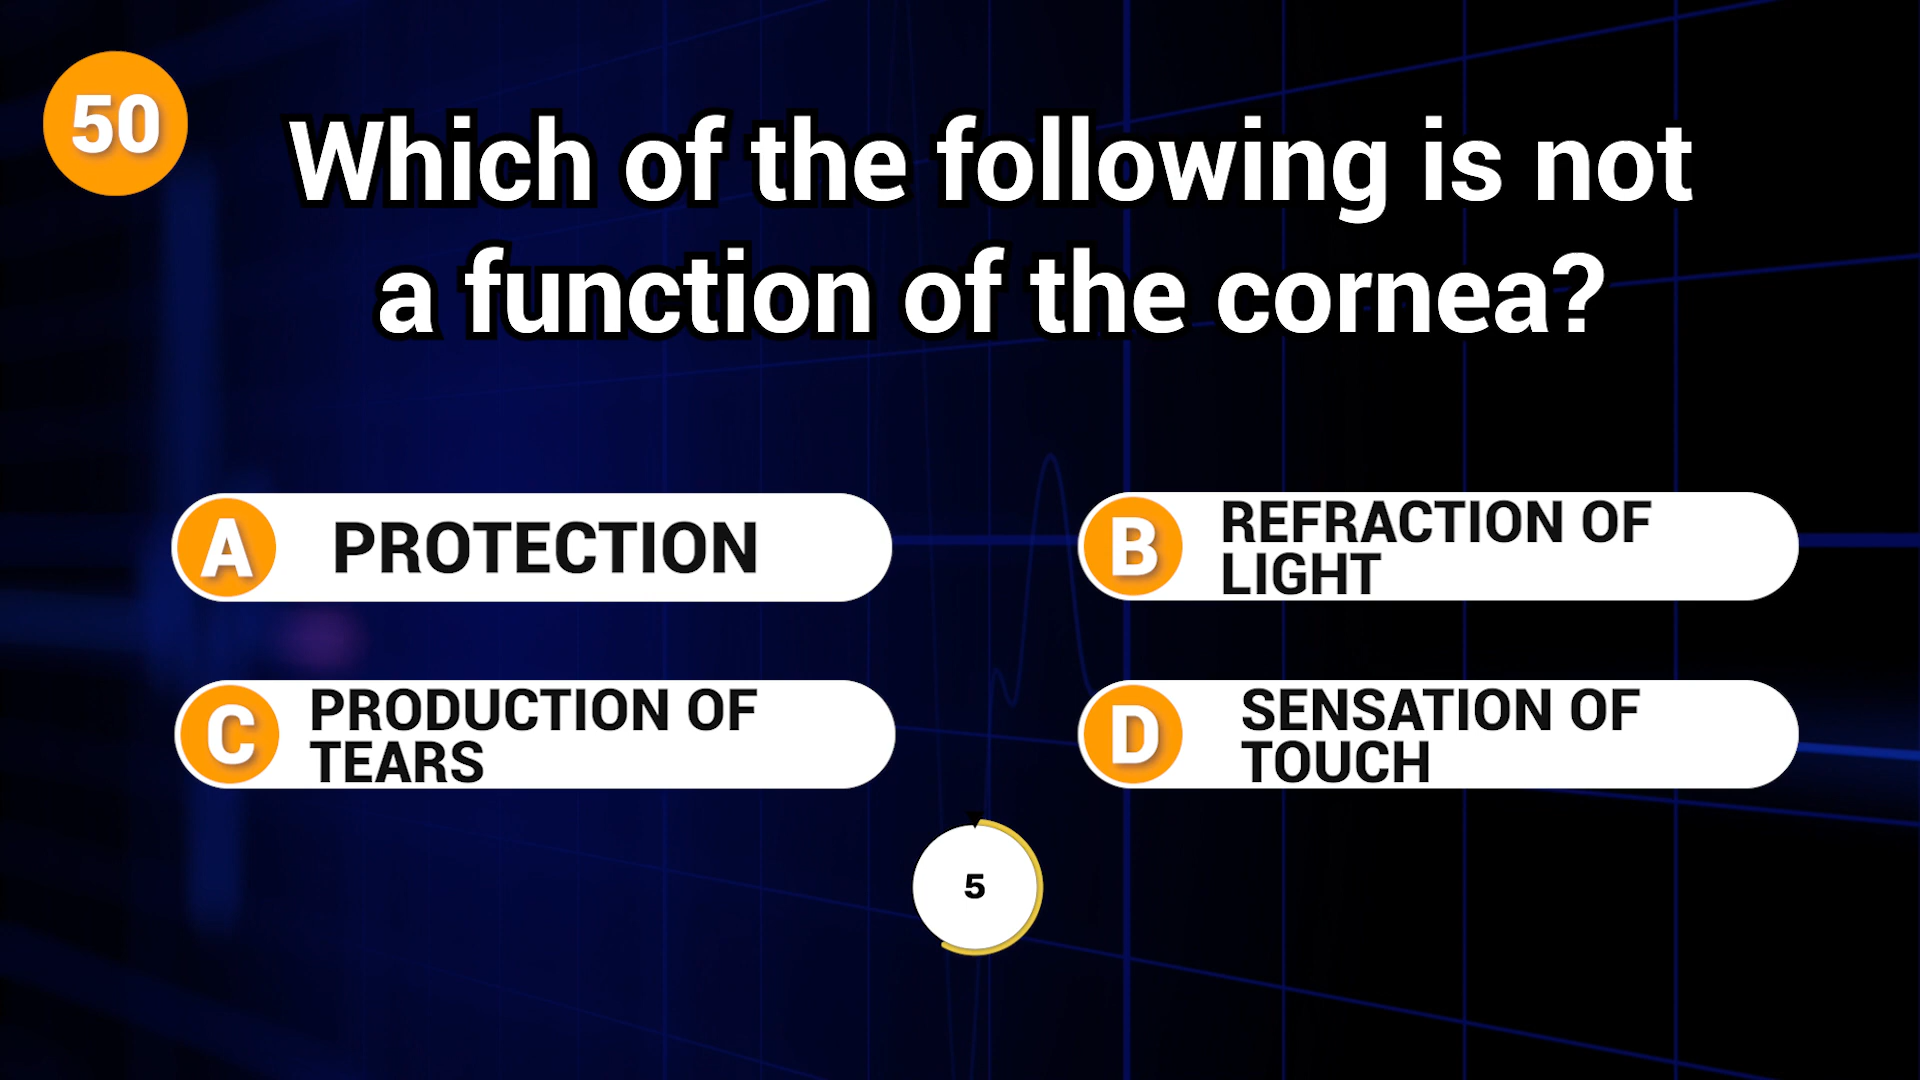 50
Which of the following is not
a function of the cornea?
A PROTECTION
B REFRACTION OF
LIGHT
C PRODUCTION OF
TEARS
D SENSATION OF
TOUCH
5